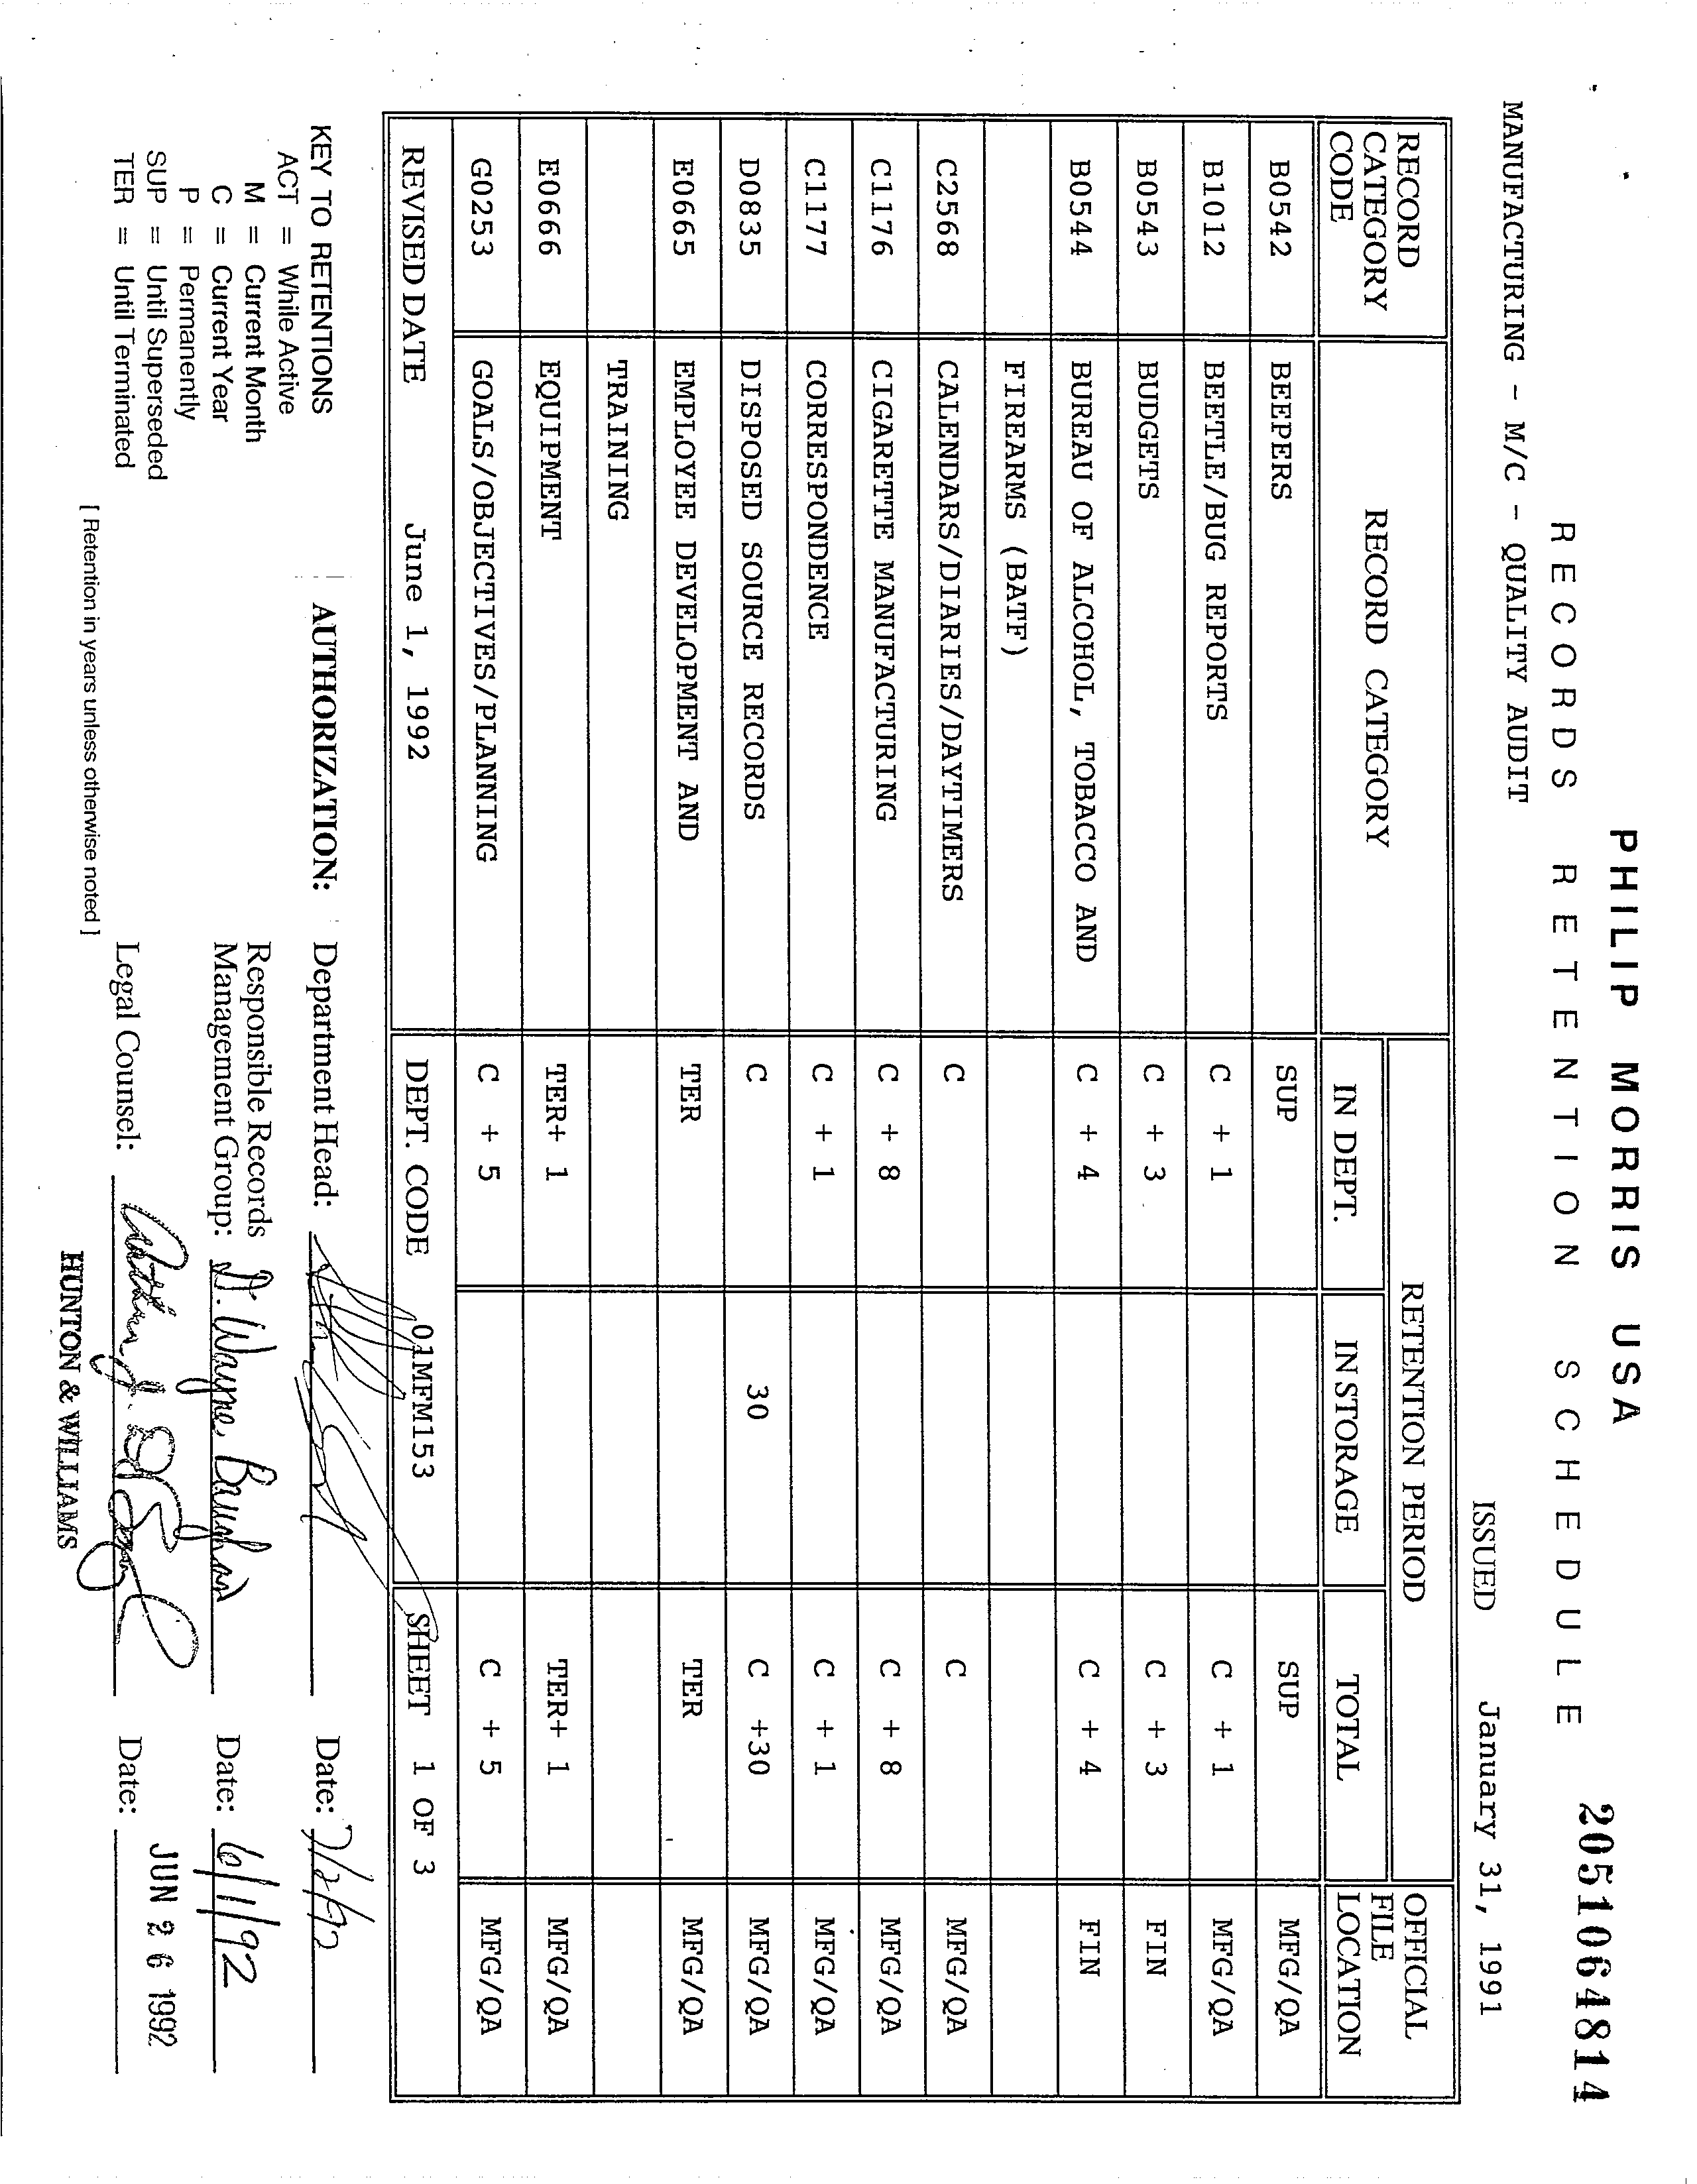 PHILIP MORRIS USA
RECORDS RETENTION SCHEDULE
2051064814
MANUFACTURING - M/C - QUALITY AUDIT
ISSUED January 31, 1991
RECORD CATEGORY CODE RECORD CATEGORY RETENTION PERIOD OFFICIAL FILE LOCATION
IN DEPT. IN STORAGE TOTAL
B0542 BEEPERS SUP SUP MFG/QA
B1012 BEETLE/BUG REPORTS C + 1 C + 1 MFG/QA
B0543 BUDGETS C + 3 C + 3 FIN
B0544 BUREAU OF ALCOHOL, TOBACCO AND C + 4 C + 4 FIN
FIREARMS (BATF)
C2568 CALENDARS/DIARIES/DAYTIMERS C C MFG/QA
C1176 CIGARETTE MANUFACTURING C + 8 C + 8 MFG/QA
C1177 CORRESPONDENCE C + 1 C + 1 MFG/QA
D0835 DISPOSED SOURCE RECORDS C 30 C +30 MFG/QA
E0665 EMPLOYEE DEVELOPMENT AND TER TER MFG/QA
TRAINING
E0666 EQUIPMENT TER+ 1 TER+ 1 MFG/QA
G0253 GOALS/OBJECTIVES/PLANNING C + 5 C + 5 MFG/QA
REVISED DATE June 1, 1992 DEPT. CODE 01MFM153 SHEET 1 OF 3
KEY TO RETENTIONS
ACT = While Active
M = Current Month
C = Current Year
P = Permanently
SUP = Until Superseded
TER = Until Terminated
[ Retention in years unless otherwise noted ]
AUTHORIZATION: Department Head: Date: 7/2/92
Responsible Records
Management Group: D. Wayne Date: 6/1/92
Legal Counsel: Date: JUN 26 1992
HUNTON & WILLIAMS